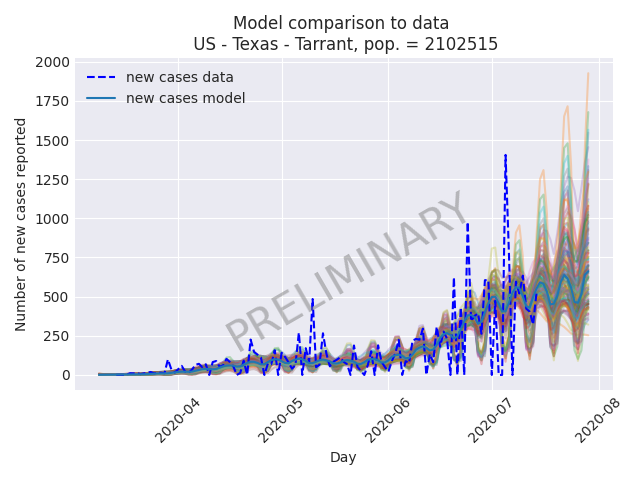 Model comparison to data
US - Texas - Tarrant, pop. = 2102515
new cases data
new cases model
Number of new cases reported
2000
1750
1500
1250
1000
750
500
250
0
PRELIMINARY
2020-04
2020-05
2020-06
2020-07
2020-08
Day